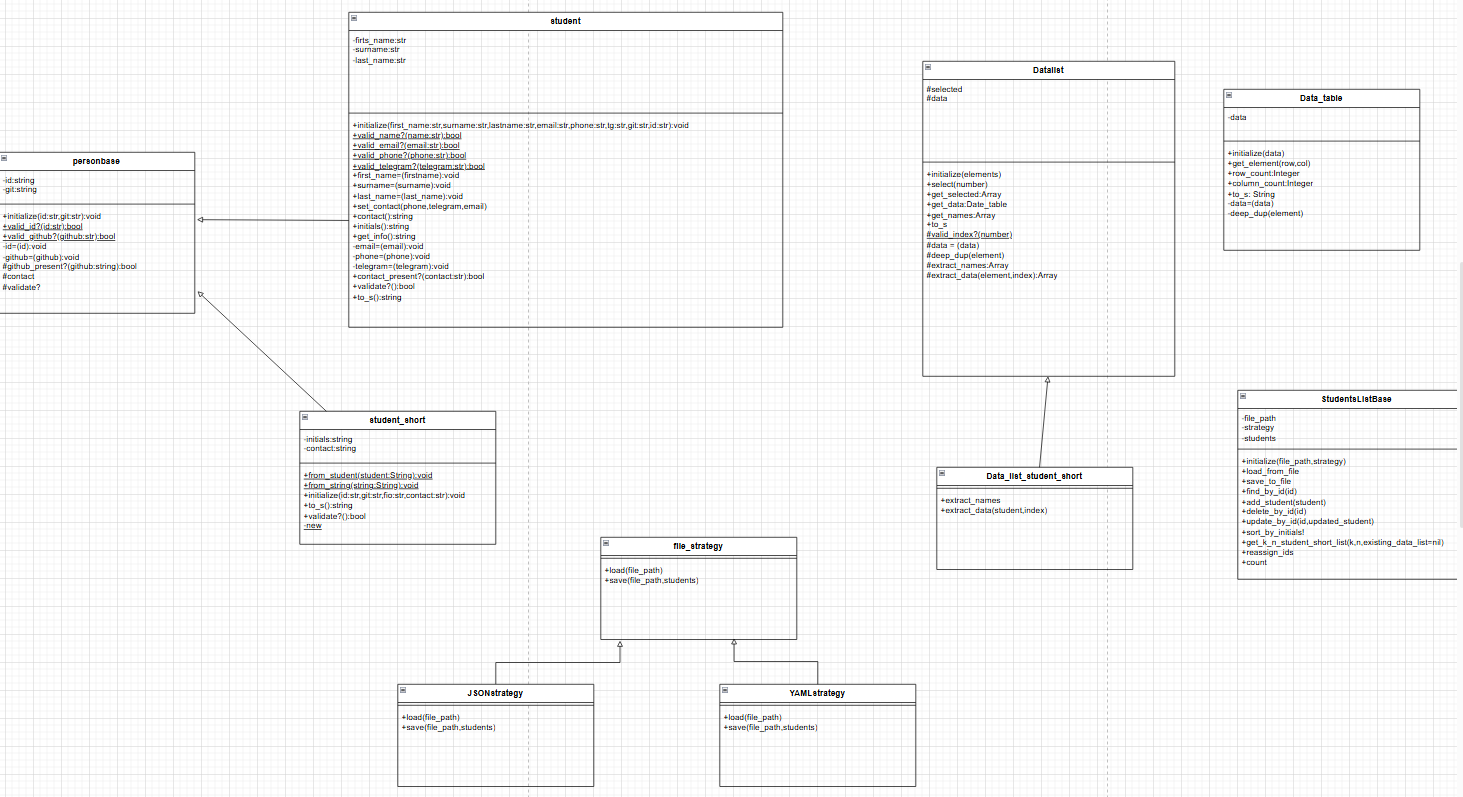 student
-firts_name:str
-surname:str
-last_name:str
+initialize(first_name:str,surname:str,lastname:str,email:str,phone:str,tg:str,git:str,id:str):void
+valid_name?(name:str):bool
+valid_email?(email:str):bool
+valid_phone?(phone:str):bool
+valid_telegram?(telegram:str):bool
+first_name=(firstname):void
+surname=(surname):void
+last_name=(last_name):void
+set_contact(phone,telegram,email)
+contact():string
+initials():string
+get_info():string
-email=(email):void
-phone=(phone):void
-telegram=(telegram):void
+contact_present?(contact:str):bool
+validate?():bool
+to_s():string
Datalist
#selected
#data
+initialize(elements)
+select(number)
+get_selected:Array
+get_data:Date_table
+get_names:Array
+to_s
#valid_index?(number)
#data = (data)
#deep_dup(element)
#extract_names:Array
#extract_data(element,index):Array
Data_table
-data
+initialize(data)
+get_element(row,col)
+row_count:Integer
+column_count:Integer
+to_s: String
-data=(data)
-deep_dup(element)
personbase
-id:string
-git:string
+initialize(id:str,git:str):void
+valid_id?(id:str):bool
+valid_github?(github:str):bool
-id=(id):void
-github=(github):void
#github_present?(github:string):bool
#contact
#validate?
student_short
-initials:string
-contact:string
+from_student(student:String):void
+from_string(string:String):void
+initialize(id:str,git:str,fio:str,contact:str):void
+to_s():string
+validate?():bool
-new
StudentsListBase
-file_path
-strategy
-students
+initialize(file_path,strategy)
+load_from_file
+save_to_file
+find_by_id(id)
+add_student(student)
+delete_by_id(id)
+update_by_id(id,updated_student)
+sort_by_initials!
+get_k_n_student_short_list(k,n,existing_data_list=nil)
+reassign_ids
+count
Data_list_student_short
+extract_names
+extract_data(student,index)
file_strategy
+load(file_path)
+save(file_path,students)
JSONstrategy
+load(file_path)
+save(file_path,students)
YAMLstrategy
+load(file_path)
+save(file_path,students)